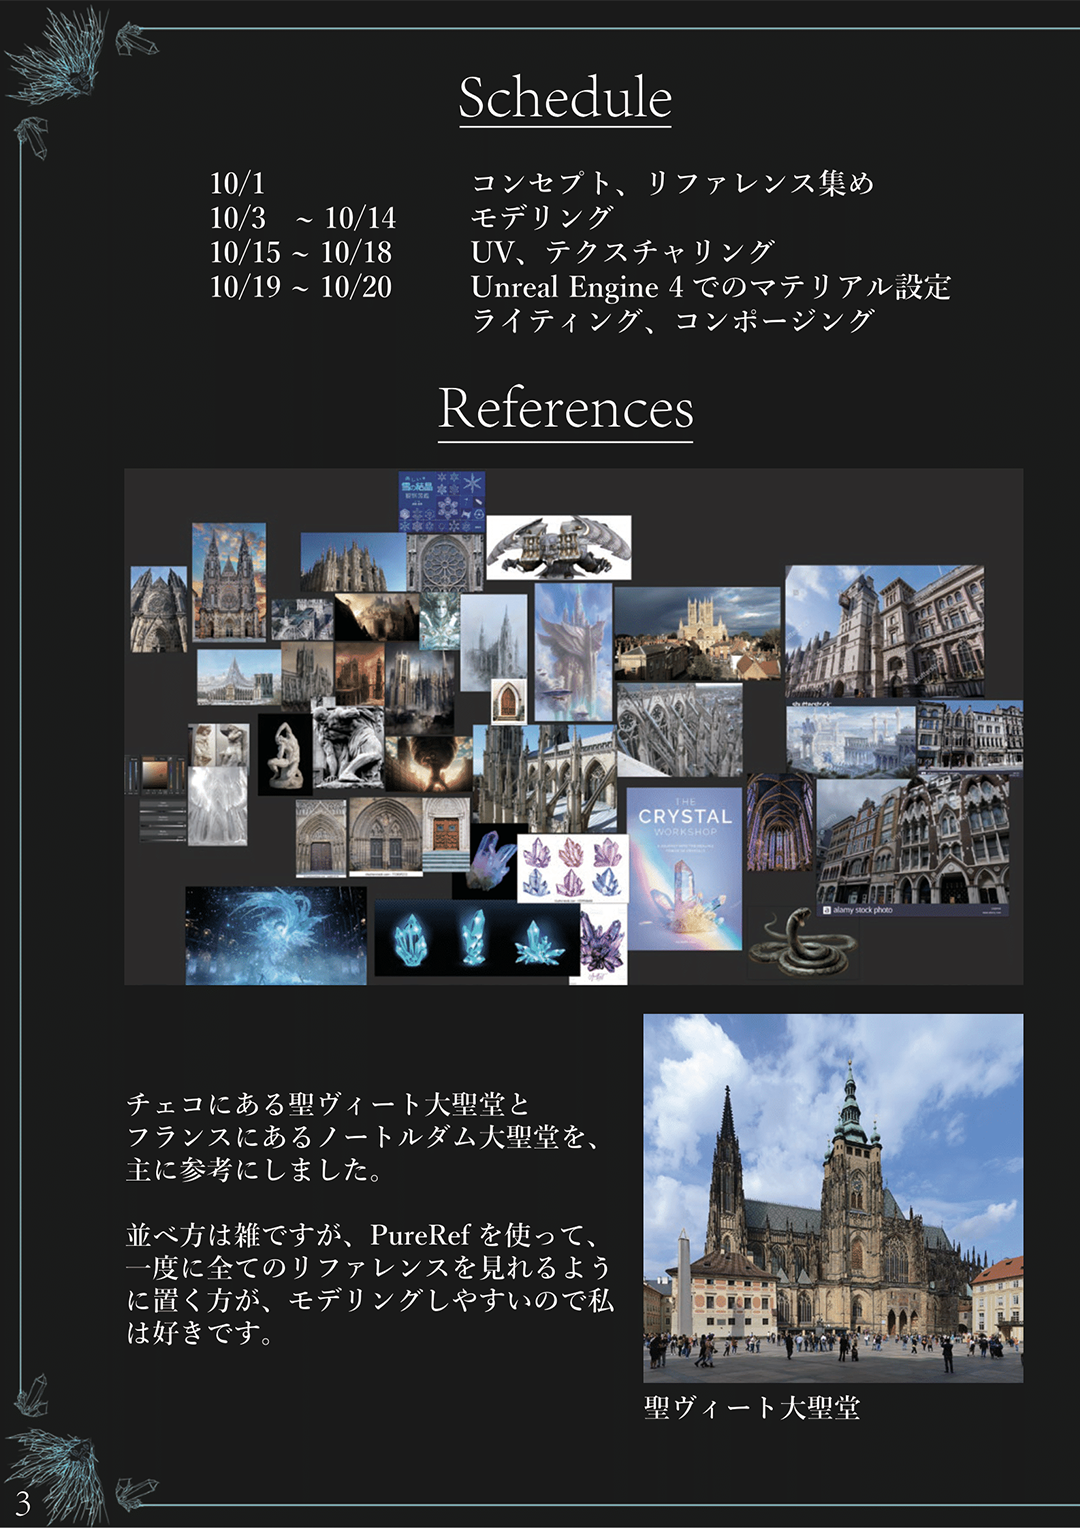 Schedule
10/1 コンセプト、リファレンス集め
10/3 ~ 10/14 モデリング
10/15 ~ 10/18 UV、テクスチャリング
10/19 ~ 10/20 Unreal Engine 4 でのマテリアル設定
ライティング、コンポージング
References
雪の結晶
shutterstock
THE
CRYSTAL
WORKSHOP
a alamy stock photo
チェコにある聖ヴィート大聖堂と
フランスにあるノートルダム大聖堂を、
主に参考にしました。
並べ方は雑ですが、PureRef を使って、
一度に全てのリファレンスを見れるよう
に置く方が、モデリングしやすいので私
は好きです。
聖ヴィート大聖堂
3